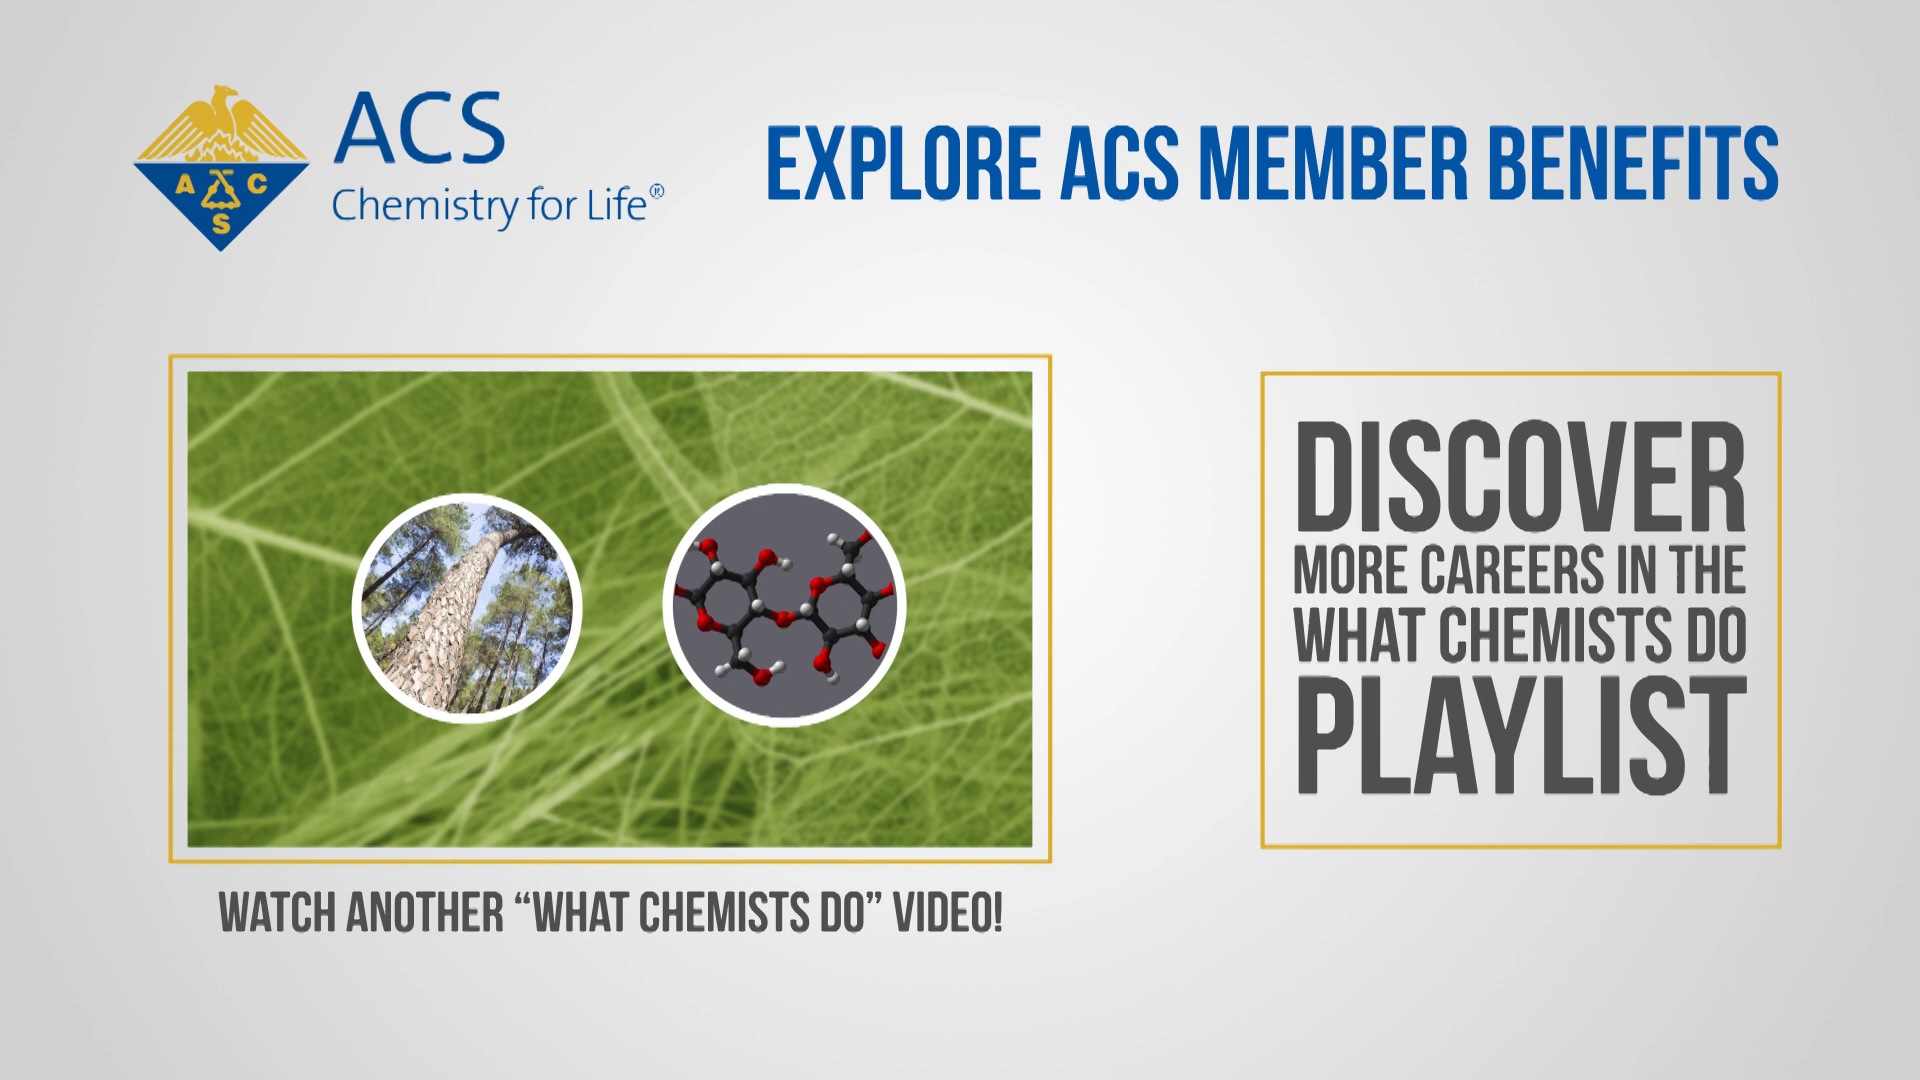 ACS
Chemistry for Life®
A C
S
EXPLORE ACS MEMBER BENEFITS
DISCOVER
MORE CAREERS IN THE
WHAT CHEMISTS DO
PLAYLIST
WATCH ANOTHER “WHAT CHEMISTS DO” VIDEO!